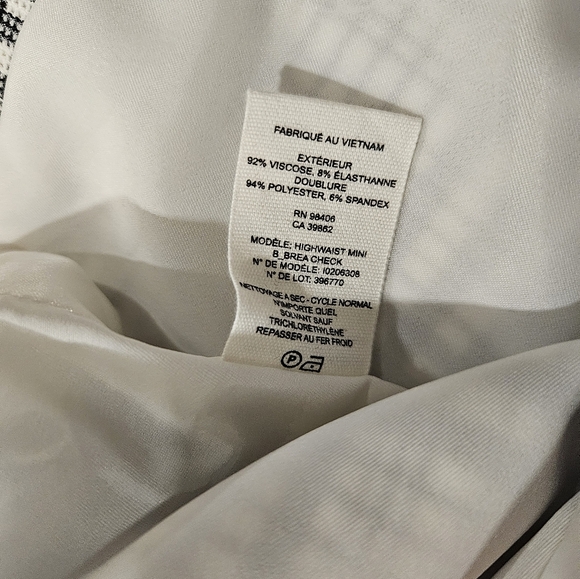 FABRIQUÉ AU VIETNAM
EXTÉRIEUR
92% VISCOSE, 8% ÉLASTHANNE
DOUBLURE
94% POLYESTER, 6% SPANDEX
RN 98406
CA 39862
MODÈLE: HIGHWAIST MINI
B_BREA CHECK
N° DE MODÈLE: I0206308
N° DE LOT: 396770
NETTOYAGE A SEC - CYCLE NORMAL
N'IMPORTE QUEL
SOLVANT SAUF
TRICHLORÉTHYLÈNE
REPASSER AU FER FROID
P